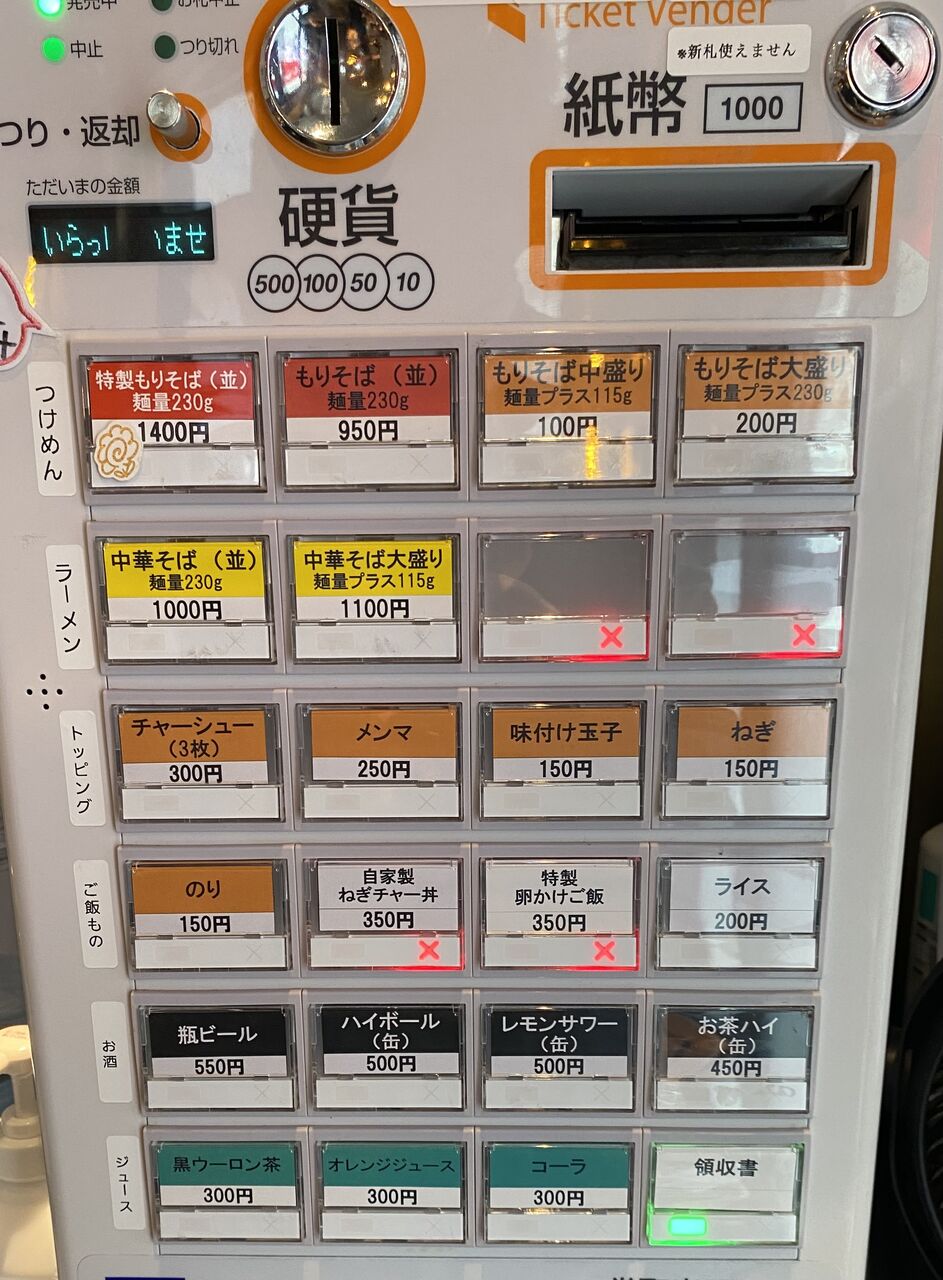 発売中
お札中止
中止
つり切れ
Ticket Vender
※新札使えません
つり・返却
紙幣 1000
ただいまの金額
いらっしいませ
硬貨
500 100 50 10
つけめん
特製もりそば（並）
麺量230g
1400円
もりそば（並）
麺量230g
950円
もりそば中盛り
麺量プラス115g
100円
もりそば大盛り
麺量プラス230g
200円
ラーメン
中華そば（並）
麺量230g
1000円
中華そば大盛り
麺量プラス115g
1100円
トッピング
チャーシュー
（3枚）
300円
メンマ
250円
味付け玉子
150円
ねぎ
150円
ご飯もの
のり
150円
自家製
ねぎチャー丼
350円
特製
卵かけご飯
350円
ライス
200円
お酒
瓶ビール
550円
ハイボール
（缶）
500円
レモンサワー
（缶）
500円
お茶ハイ
（缶）
450円
ジュース
黒ウーロン茶
300円
オレンジジュース
300円
コーラ
300円
領収書